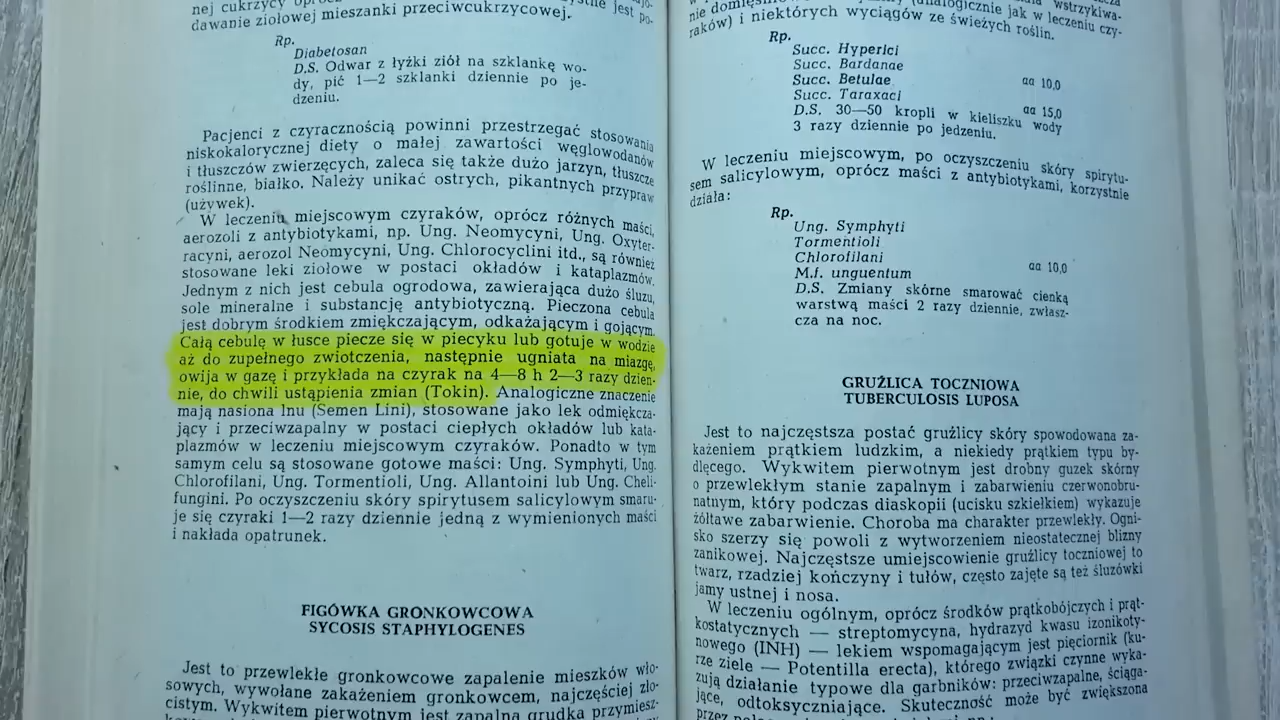 nej cukrzycy
dawanie ziołowej mieszanki przeciwcukrzycowej.
Rp.
Diabetosan
D.S. Odwar z łyżki ziół na szklankę wo-
dy, pić 1—2 szklanki dziennie po je-
dzeniu.
Pacjenci z czyracznością powinni przestrzegać stosowania
niskokalorycznej diety o małej zawartości węglowodanów
i tłuszczów zwierzęcych, zaleca się także dużo jarzyn, tłuszcze
roślinne, białko. Należy unikać ostrych, pikantnych przypraw
(używek).
W leczeniu miejscowym czyraków, oprócz różnych maści,
aerozoli z antybiotykami, np. Ung. Neomycyni, Ung. Oxyter-
racyni, aerozol Neomycyni, Ung. Chlorocyclini itd., są również
stosowane leki ziołowe w postaci okładów i kataplazmów.
Jednym z nich jest cebula ogrodowa, zawierająca dużo śluzu,
sole mineralne i substancję antybiotyczną. Pieczona cebula
jest dobrym środkiem zmiękczającym, odkażającym i gojącym.
Całą cebulę w łusce piecze się w piecyku lub gotuje w wodzie
aż do zupełnego zwiotczenia, następnie ugniata na miazgę,
owija w gazę i przykłada na czyrak na 4—8 h 2—3 razy dzien-
nie, do chwili ustąpienia zmian (Tokin). Analogiczne znaczenie
mają nasiona lnu (Semen Lini), stosowane jako lek odmiękcza-
jący i przeciwzapalny w postaci ciepłych okładów lub kata-
plazmów w leczeniu miejscowym czyraków. Ponadto w tym
samym celu są stosowane gotowe maści: Ung. Symphyti, Ung.
Chlorofilani, Ung. Tormentioli, Ung. Allantoini lub Ung. Cheli-
fungini. Po oczyszczeniu skóry spirytusem salicylowym smaru-
je się czyraki 1—2 razy dziennie jedną z wymienionych maści
i nakłada opatrunek.
FIGÓWKA GRONKOWCOWA
SYCOSIS STAPHYLOGENES
Jest to przewlekłe gronkowcowe zapalenie mieszków wło-
sowych, wywołane zakażeniem gronkowcem, najczęściej zło-
cistym. Wykwitem pierwotnym jest zapalna grudka przymiesz-
nie domięśniowe (analogicznie jak w leczeniu czy-
raków) i niektórych wyciągów ze świeżych roślin.
Rp.
Succ. Hyperici
Succ. Bardanae
Succ. Betulae aa 10,0
Succ. Taraxaci aa 15,0
D.S. 30—50 kropli w kieliszku wody
3 razy dziennie po jedzeniu.
W leczeniu miejscowym, po oczyszczeniu skóry spirytu-
sem salicylowym, oprócz maści z antybiotykami, korzystnie
działa:
Rp.
Ung. Symphyti
Tormentioli
Chlorofilani aa 10,0
M.f. unguentum
D.S. Zmiany skórne smarować cienką
warstwą maści 2 razy dziennie, zwłasz-
cza na noc.
GRUŹLICA TOCZNIOWA
TUBERCULOSIS LUPOSA
Jest to najczęstsza postać gruźlicy skóry spowodowana za-
każeniem prątkiem ludzkim, a niekiedy prątkiem typu by-
dlęcego. Wykwitem pierwotnym jest drobny guzek skórny
o przewlekłym stanie zapalnym i zabarwieniu czerwonobru-
natnym, który podczas diaskopii (ucisku szkiełkiem) wykazuje
żółtawe zabarwienie. Choroba ma charakter przewlekły. Ogni-
sko szerzy się powoli z wytworzeniem nieostatecznej blizny
zanikowej. Najczęstsze umiejscowienie gruźlicy toczniowej to
twarz, rzadziej kończyny i tułów, często zajęte są też śluzówki
jamy ustnej i nosa.
W leczeniu ogólnym, oprócz środków prątkobójczych i prąt-
kostatycznych — streptomycyna, hydrazyd kwasu izonikoty-
nowego (INH) — lekiem wspomagającym jest pięciornik (ku-
rze ziele — Potentilla erecta), którego związki czynne wyka-
zują działanie typowe dla garbników: przeciwzapalne, ściąga-
jące, odtoksyczniające. Skuteczność może być zwiększona